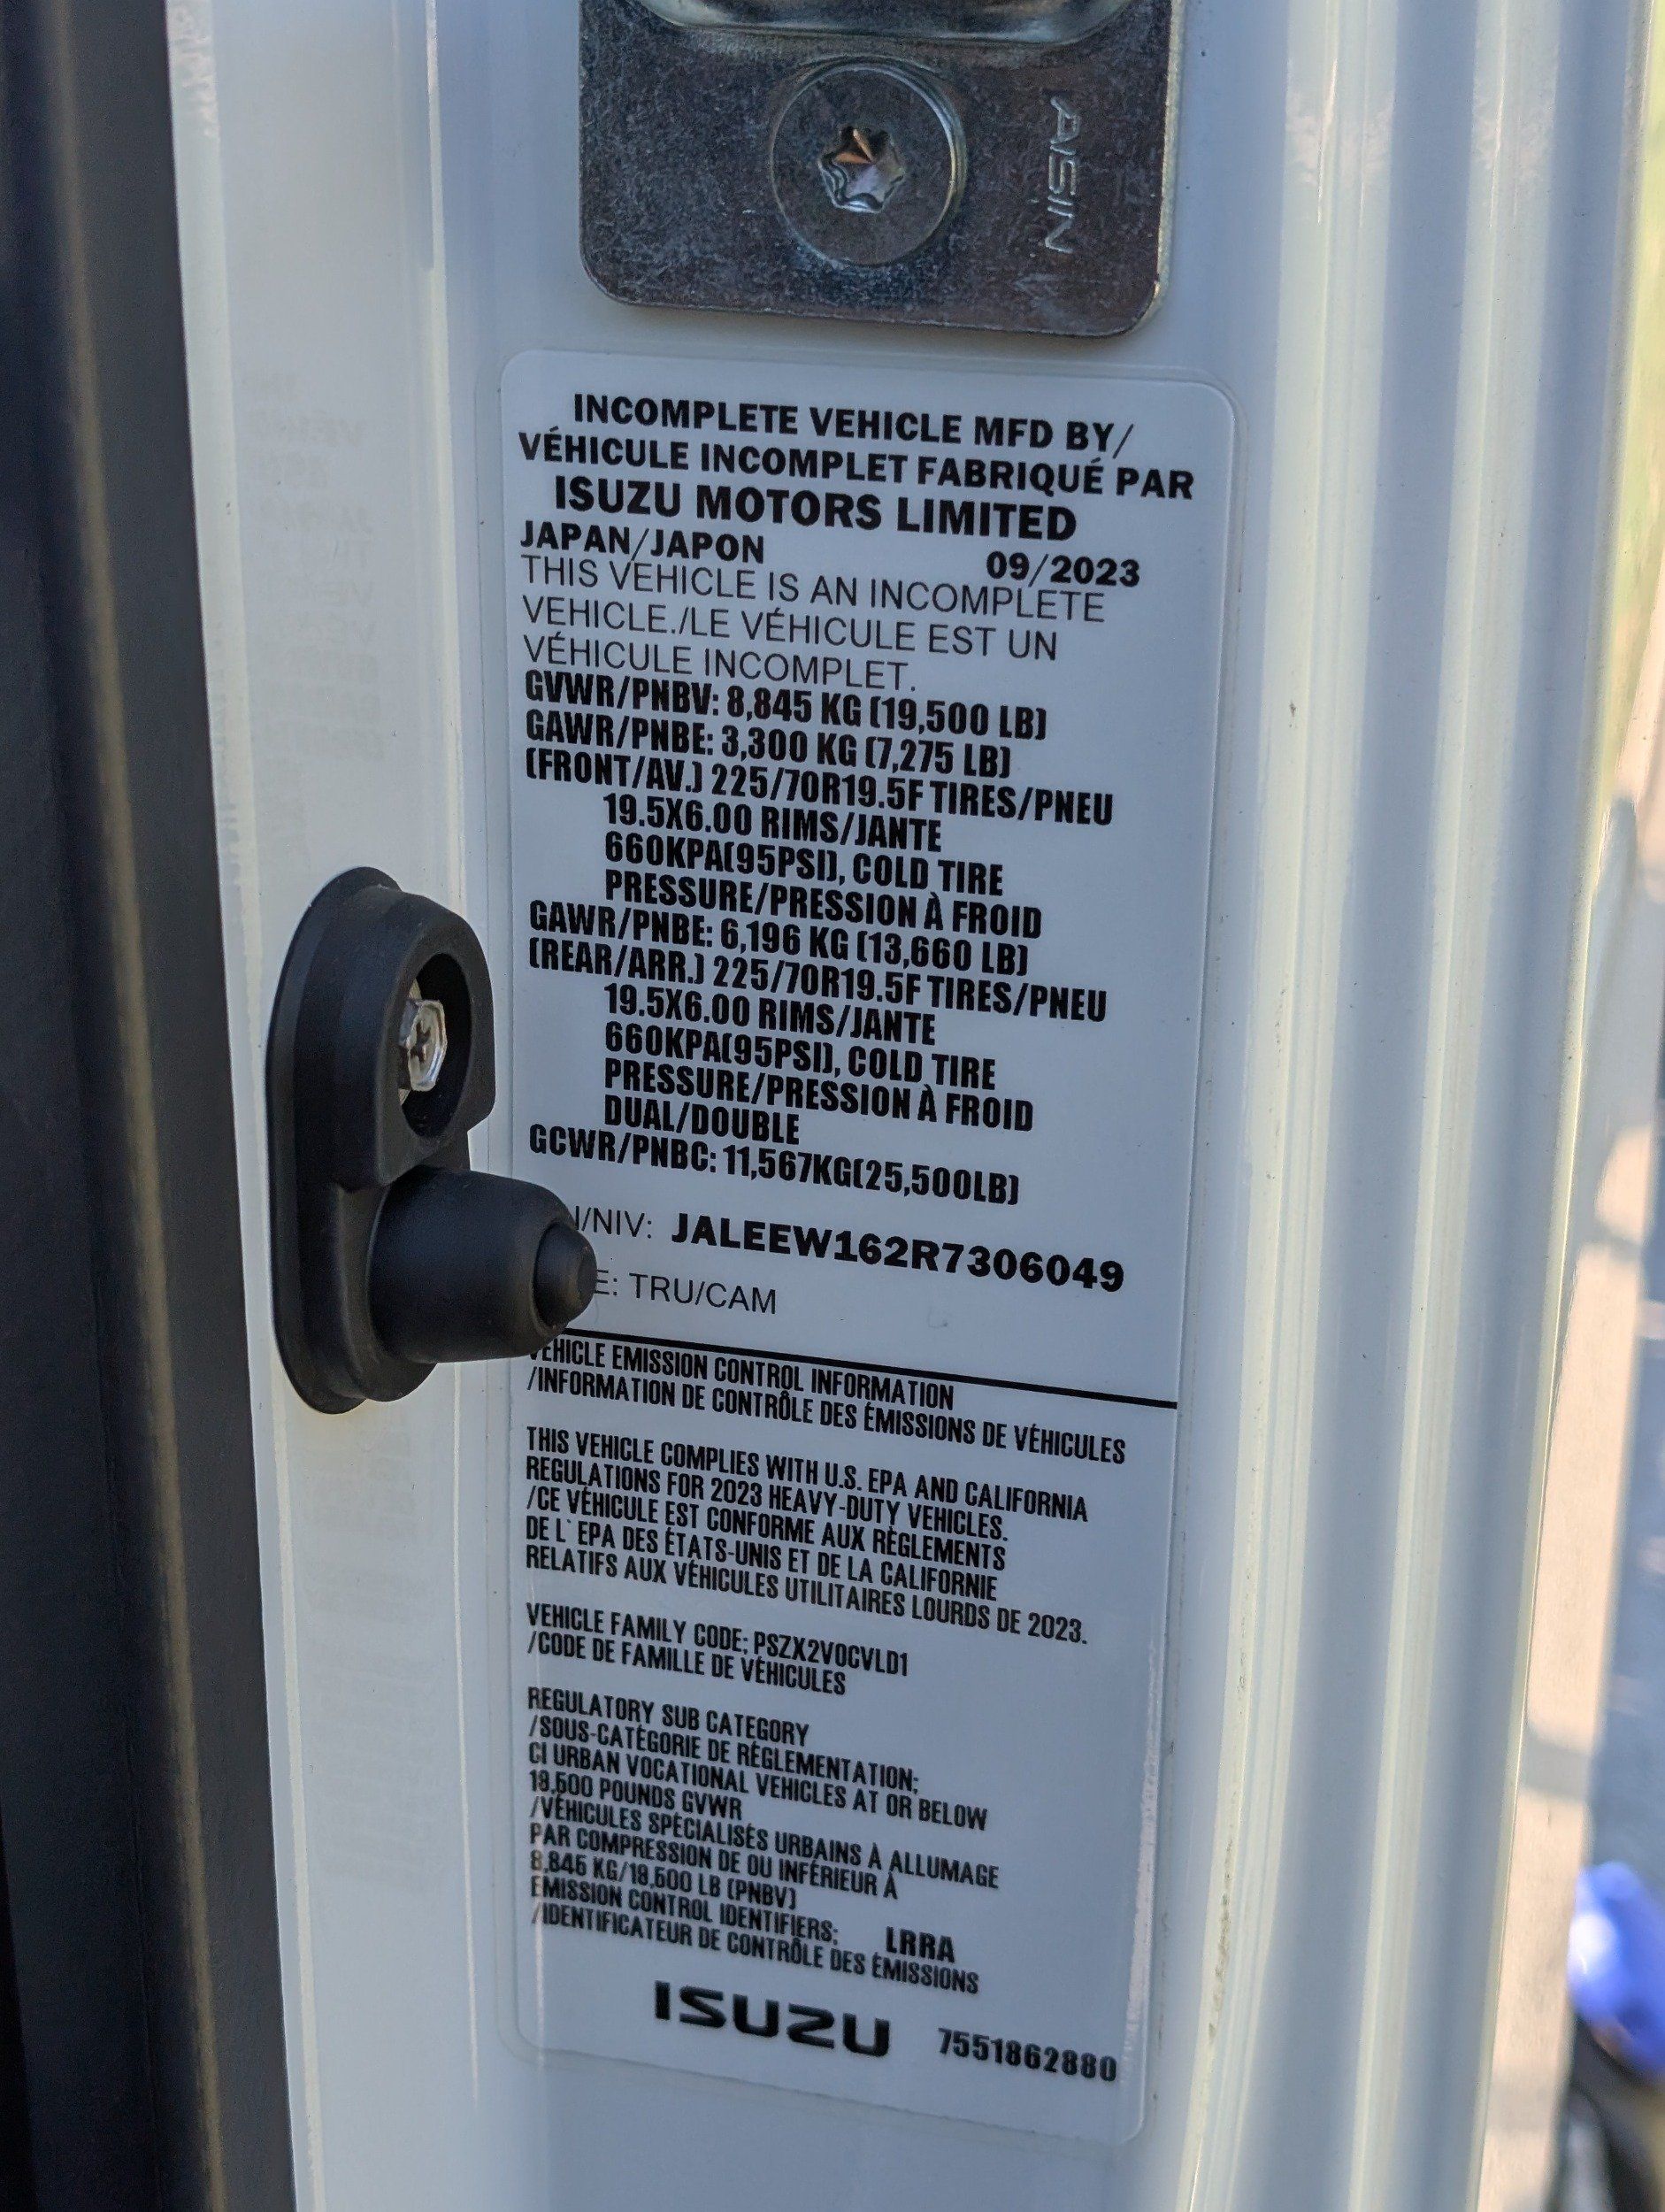 AISIN
INCOMPLETE VEHICLE MFD BY/
VÉHICULE INCOMPLET FABRIQUÉ PAR
ISUZU MOTORS LIMITED
JAPAN/JAPON 09/2023
THIS VEHICLE IS AN INCOMPLETE
VEHICLE./LE VÉHICULE EST UN
VÉHICULE INCOMPLET.
GVWR/PNBV: 8,845 KG (19,500 LB)
GAWR/PNBE: 3,300 KG (7,275 LB)
(FRONT/AV.) 225/70R19.5F TIRES/PNEU
19.5X6.00 RIMS/JANTE
660KPA(95PSI), COLD TIRE
PRESSURE/PRESSION À FROID
GAWR/PNBE: 6,196 KG (13,660 LB)
(REAR/ARR.) 225/70R19.5F TIRES/PNEU
19.5X6.00 RIMS/JANTE
660KPA(95PSI), COLD TIRE
PRESSURE/PRESSION À FROID
DUAL/DOUBLE
GCWR/PNBC: 11,567KG(25,500LB)
/NIV: JALEEW162R7306049
E: TRU/CAM
VEHICLE EMISSION CONTROL INFORMATION
/INFORMATION DE CONTRÔLE DES ÉMISSIONS DE VÉHICULES
THIS VEHICLE COMPLIES WITH U.S. EPA AND CALIFORNIA
REGULATIONS FOR 2023 HEAVY-DUTY VEHICLES.
/CE VÉHICULE EST CONFORME AUX RÈGLEMENTS
DE L'EPA DES ÉTATS-UNIS ET DE LA CALIFORNIE
RELATIFS AUX VÉHICULES UTILITAIRES LOURDS DE 2023.
VEHICLE FAMILY CODE: PSZX2VOCVLD1
/CODE DE FAMILLE DE VÉHICULES
REGULATORY SUB CATEGORY
/SOUS-CATÉGORIE DE RÉGLEMENTATION:
CI URBAN VOCATIONAL VEHICLES AT OR BELOW
19,500 POUNDS GVWR
/VÉHICULES SPÉCIALISÉS URBAINS À ALLUMAGE
PAR COMPRESSION DE OU INFÉRIEUR À
8,845 KG/19,500 LB (PNBV)
EMISSION CONTROL IDENTIFIERS: LRRA
/IDENTIFICATEUR DE CONTRÔLE DES ÉMISSIONS
ISUZU 7551862880